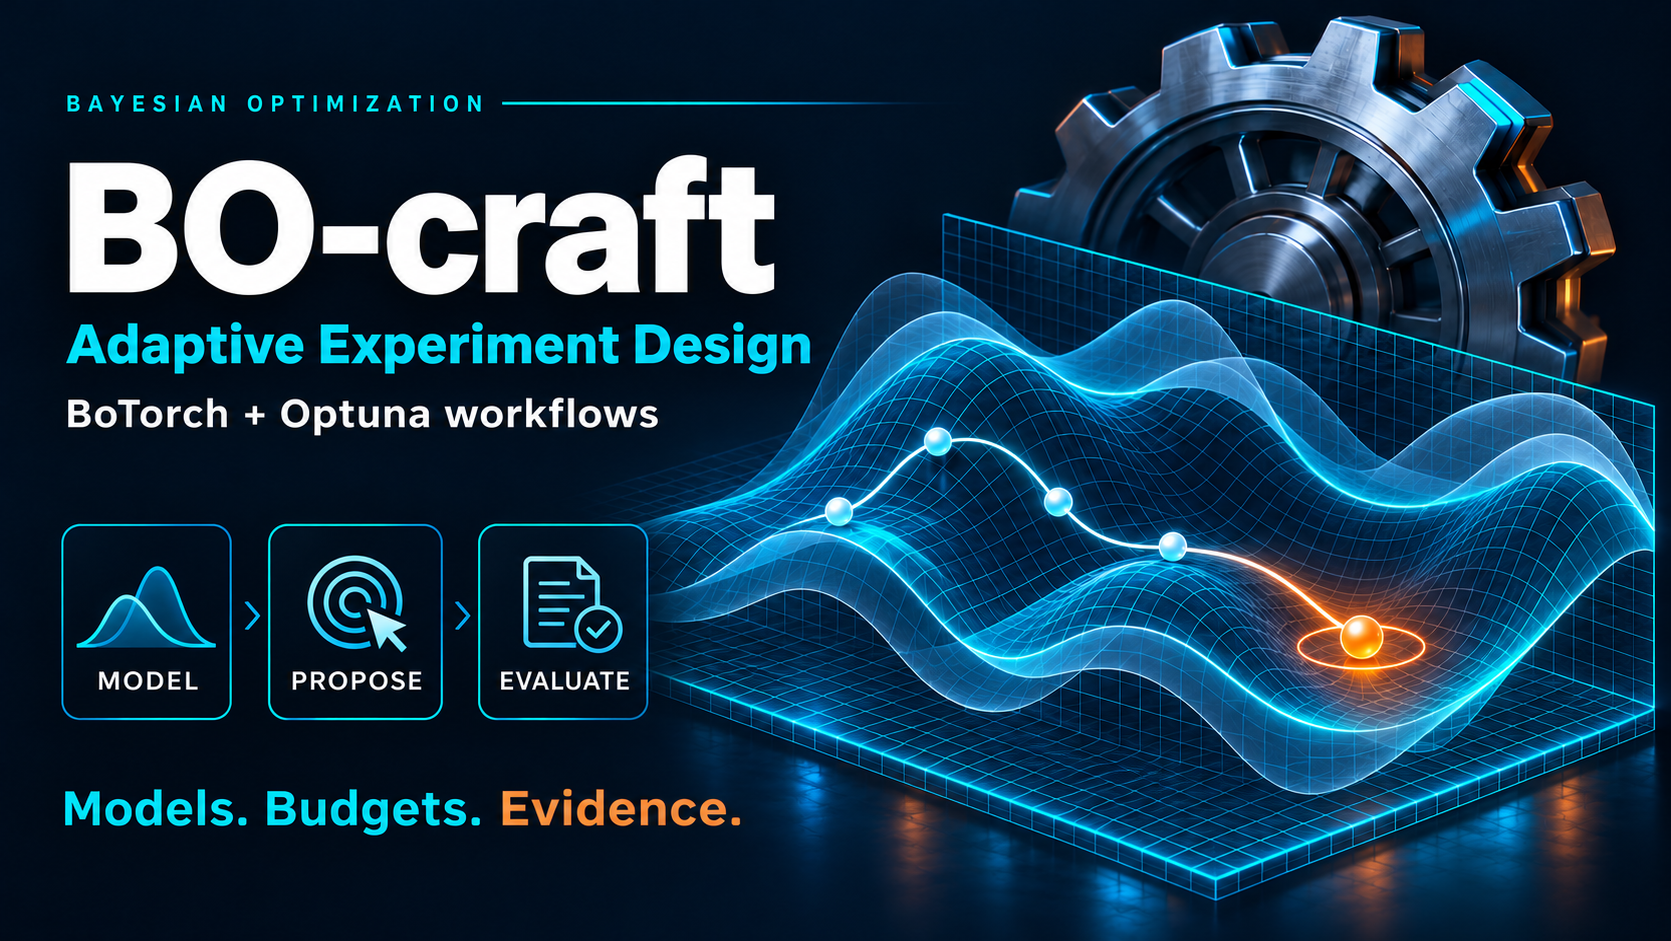 BAYESIAN OPTIMIZATION
BO-craft
Adaptive Experiment Design
BoTorch + Optuna workflows
MODEL
PROPOSE
EVALUATE
Models. Budgets. Evidence.